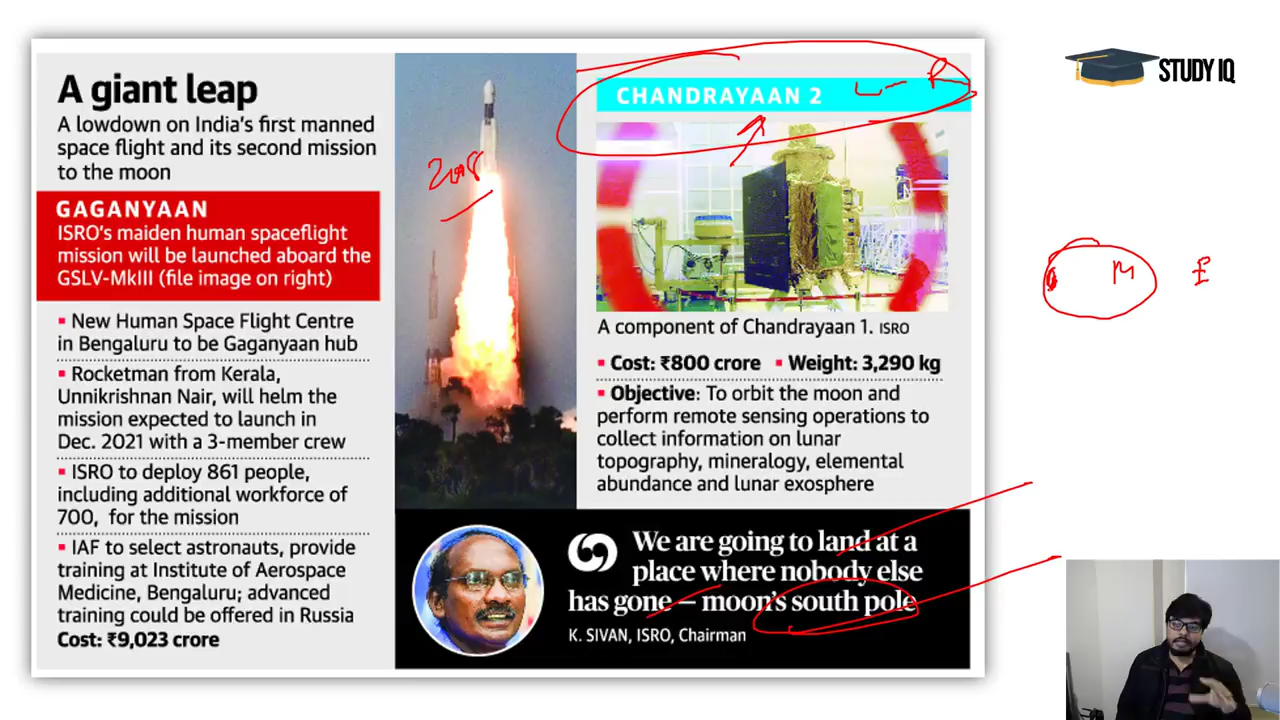 A giant leap
A lowdown on India's first manned
space flight and its second mission
to the moon
GAGANYAAN
ISRO's maiden human spaceflight
mission will be launched aboard the
GSLV-MkIII (file image on right)
New Human Space Flight Centre
in Bengaluru to be Gaganyaan hub
Rocketman from Kerala,
Unnikrishnan Nair, will helm the
mission expected to launch in
Dec. 2021 with a 3-member crew
ISRO to deploy 861 people,
including additional workforce of
700, for the mission
IAF to select astronauts, provide
training at Institute of Aerospace
Medicine, Bengaluru; advanced
training could be offered in Russia
Cost: ₹9,023 crore
CHANDRAYAAN 2
A component of Chandrayaan 1. ISRO
Cost: ₹800 crore Weight: 3,290 kg
Objective: To orbit the moon and
perform remote sensing operations to
collect information on lunar
topography, mineralogy, elemental
abundance and lunar exosphere
We are going to land at a
place where nobody else
has gone — moon's south pole
K. SIVAN, ISRO, Chairman
STUDY IQ
M E